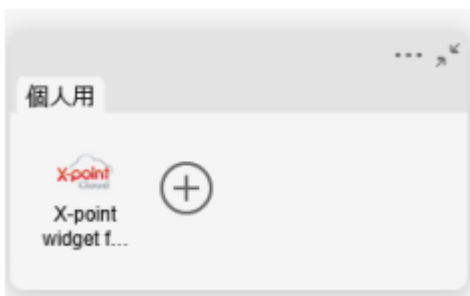 個人用
X-point
Cloud
X-point
widget f...